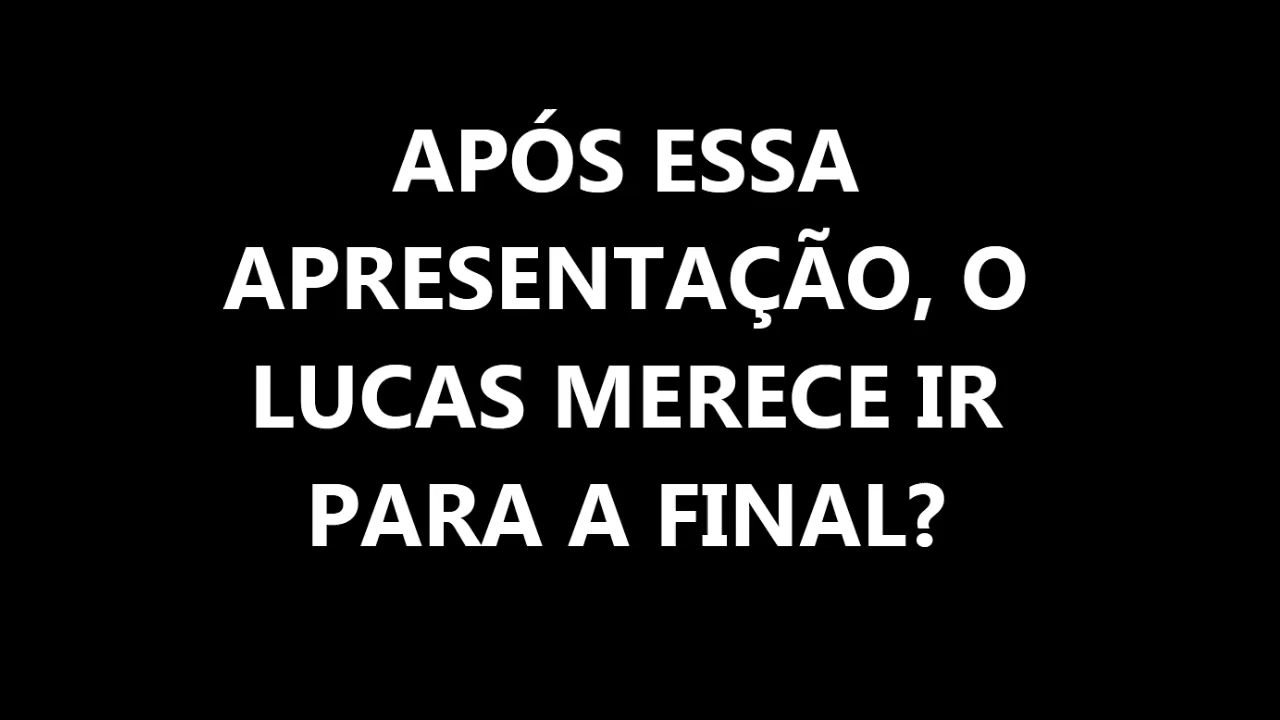 APÓS ESSA
APRESENTAÇÃO, O
LUCAS MERECE IR
PARA A FINAL?